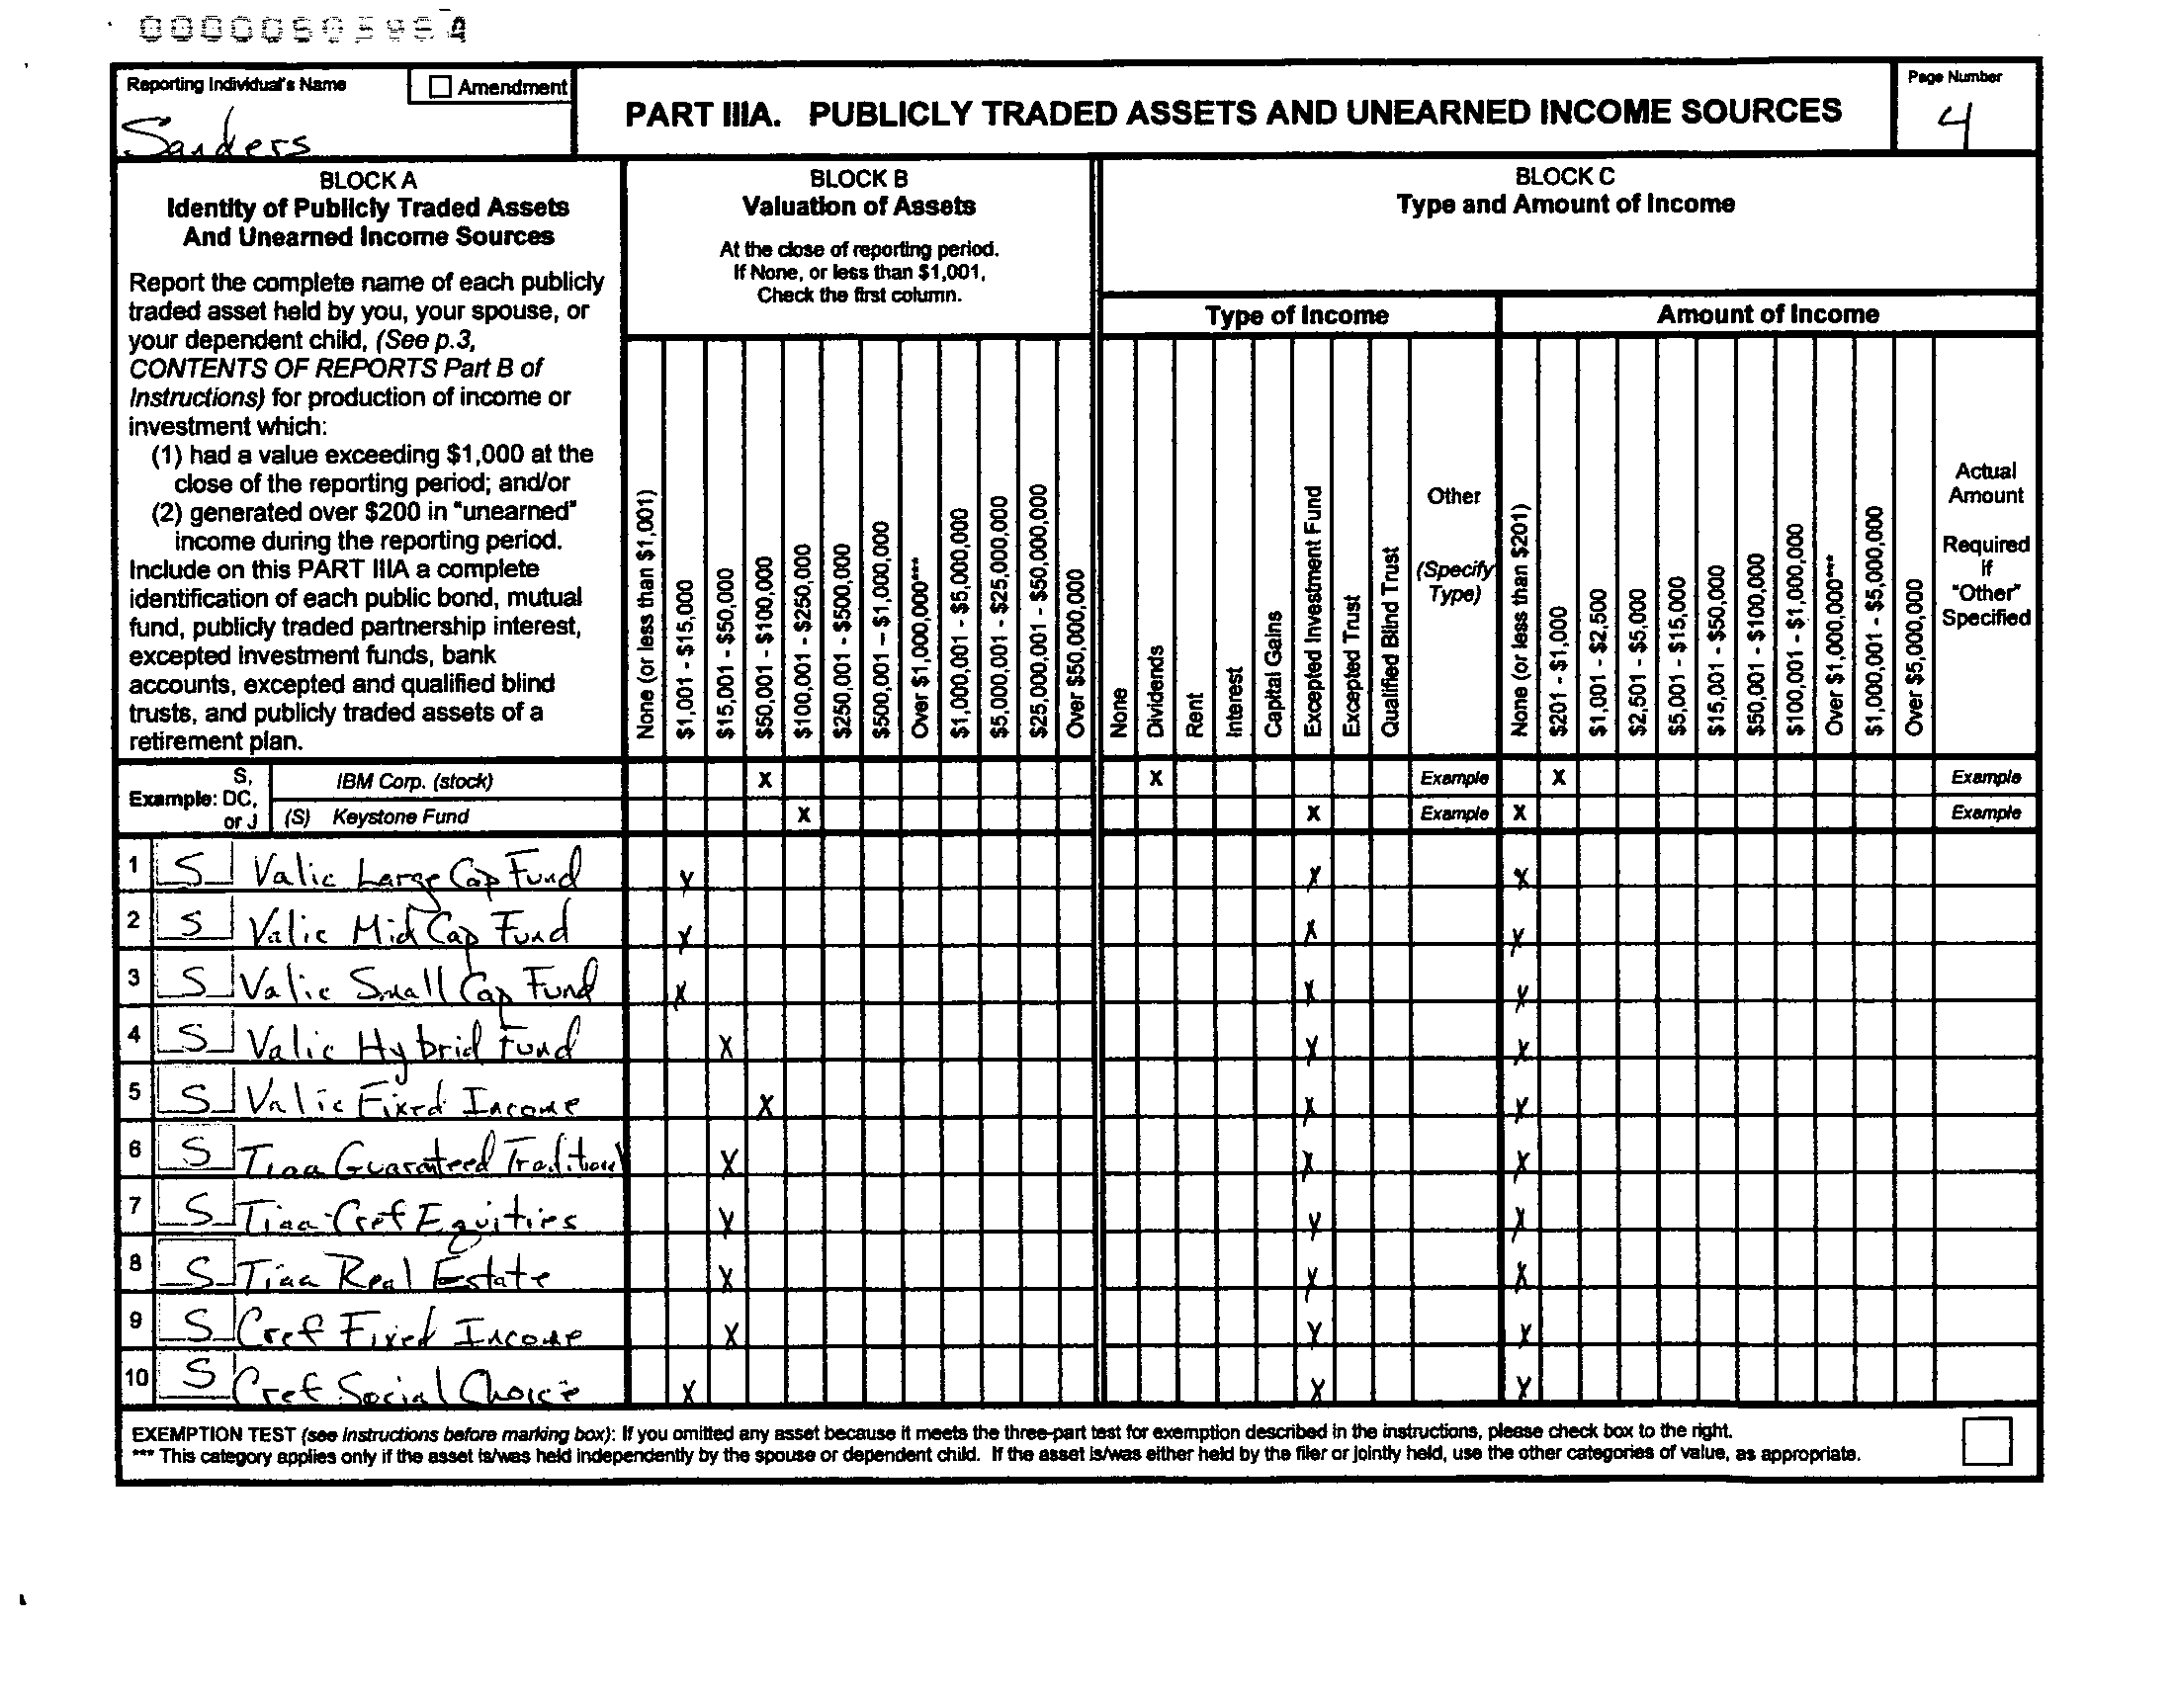 Reporting Individual's Name
Amendment
Sanders
PART IIIA. PUBLICLY TRADED ASSETS AND UNEARNED INCOME SOURCES
Page Number
4
BLOCK A
Identity of Publicly Traded Assets
And Unearned Income Sources
Report the complete name of each publicly
traded asset held by you, your spouse, or
your dependent child, (See p.3,
CONTENTS OF REPORTS Part B of
Instructions) for production of income or
investment which:
(1) had a value exceeding $1,000 at the
close of the reporting period; and/or
(2) generated over $200 in "unearned"
income during the reporting period.
Include on this PART IIIA a complete
identification of each public bond, mutual
fund, publicly traded partnership interest,
excepted investment funds, bank
accounts, excepted and qualified blind
trusts, and publicly traded assets of a
retirement plan.
BLOCK B
Valuation of Assets
At the close of reporting period.
If None, or less than $1,001,
Check the first column.
None (or less than $1,001)
$1,001 - $15,000
$15,001 - $50,000
$50,001 - $100,000
$100,001 - $250,000
$250,001 - $500,000
$500,001 – $1,000,000
Over $1,000,000***
$1,000,001 - $5,000,000
$5,000,001 - $25,000,000
$25,000,001 - $50,000,000
Over $50,000,000
BLOCK C
Type and Amount of Income
Type of Income
None
Dividends
Rent
Interest
Capital Gains
Excepted Investment Fund
Excepted Trust
Qualified Blind Trust
Other
(Specify
Type)
Amount of Income
None (or less than $201)
$201 - $1,000
$1,001 - $2,500
$2,501 - $5,000
$5,001 - $15,000
$15,001 - $50,000
$50,001 - $100,000
$100,001 - $1,000,000
Over $1,000,000***
$1,000,001 - $5,000,000
Over $5,000,000
Actual
Amount
Required
If
"Other"
Specified
Example: S, DC, or J
IBM Corp. (stock) X X Example X Example
(S) Keystone Fund X X Example X Example
1 S Valic Large Cap Fund X X X
2 S Valic Mid Cap Fund X X X
3 S Valic Small Cap Fund X X X
4 S Valic Hybrid Fund X X X
5 S Valic Fixed Income X X X
6 S Tiaa Guaranteed Traditional X X X
7 S Tiaa-Cref Equities X X X
8 S Tiaa Real Estate X X X
9 S Cref Fixed Income X X X
10 S Cref Social Choice X X X
EXEMPTION TEST (see instructions before marking box): If you omitted any asset because it meets the three-part test for exemption described in the instructions, please check box to the right.
*** This category applies only if the asset is/was held independently by the spouse or dependent child. If the asset is/was either held by the filer or jointly held, use the other categories of value, as appropriate.